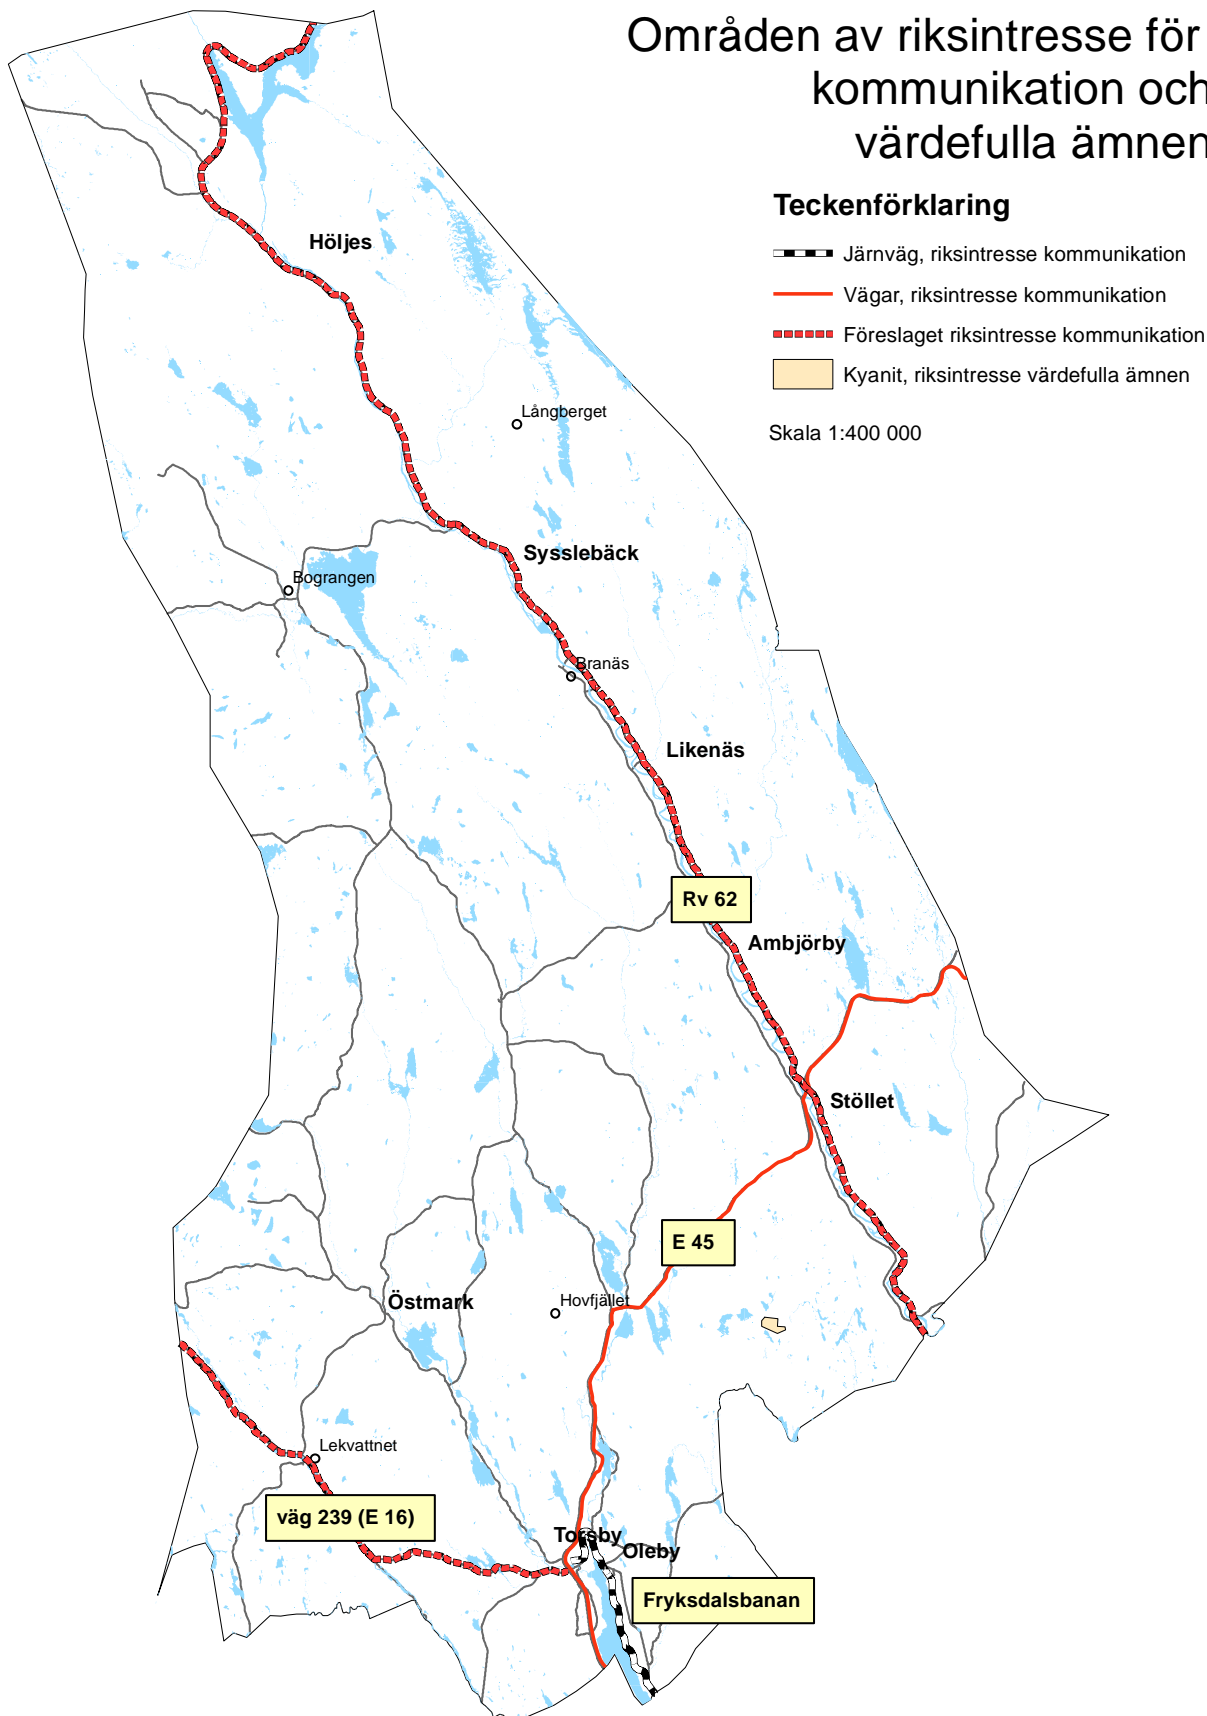 Områden av riksintresse för
kommunikation och
värdefulla ämnen
Teckenförklaring
Järnväg, riksintresse kommunikation
Vägar, riksintresse kommunikation
Föreslaget riksintresse kommunikation
Kyanit, riksintresse värdefulla ämnen
Skala 1:400 000
Höljes
Långberget
Sysslebäck
Bograngen
Branäs
Likenäs
Rv 62
Ambjörby
Stöllet
E 45
Östmark
Hovfjället
Lekvattnet
väg 239 (E 16)
Torsby
Oleby
Fryksdalsbanan